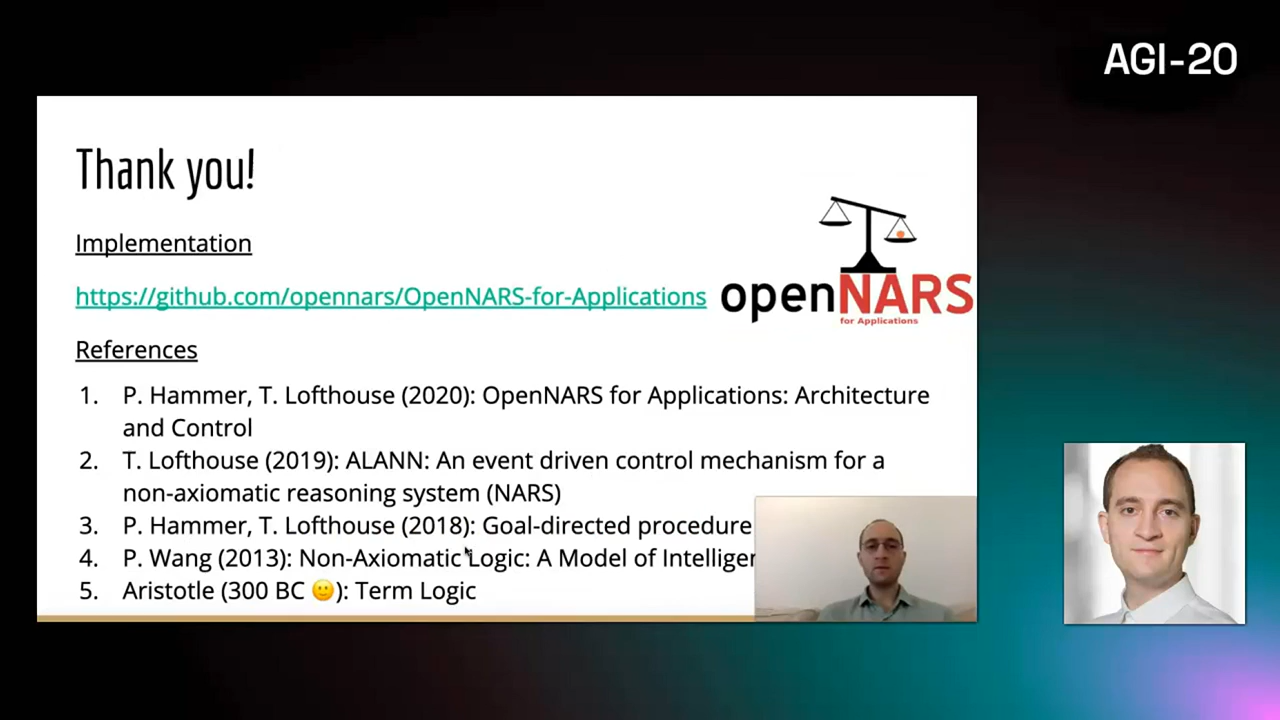 AGI-20
Thank you!
Implementation
https://github.com/opennars/OpenNARS-for-Applications
openNARS
for Applications
References
1. P. Hammer, T. Lofthouse (2020): OpenNARS for Applications: Architecture
and Control
2. T. Lofthouse (2019): ALANN: An event driven control mechanism for a
non-axiomatic reasoning system (NARS)
3. P. Hammer, T. Lofthouse (2018): Goal-directed procedure
4. P. Wang (2013): Non-Axiomatic Logic: A Model of
5. Aristotle (300 BC 🙂): Term Logic